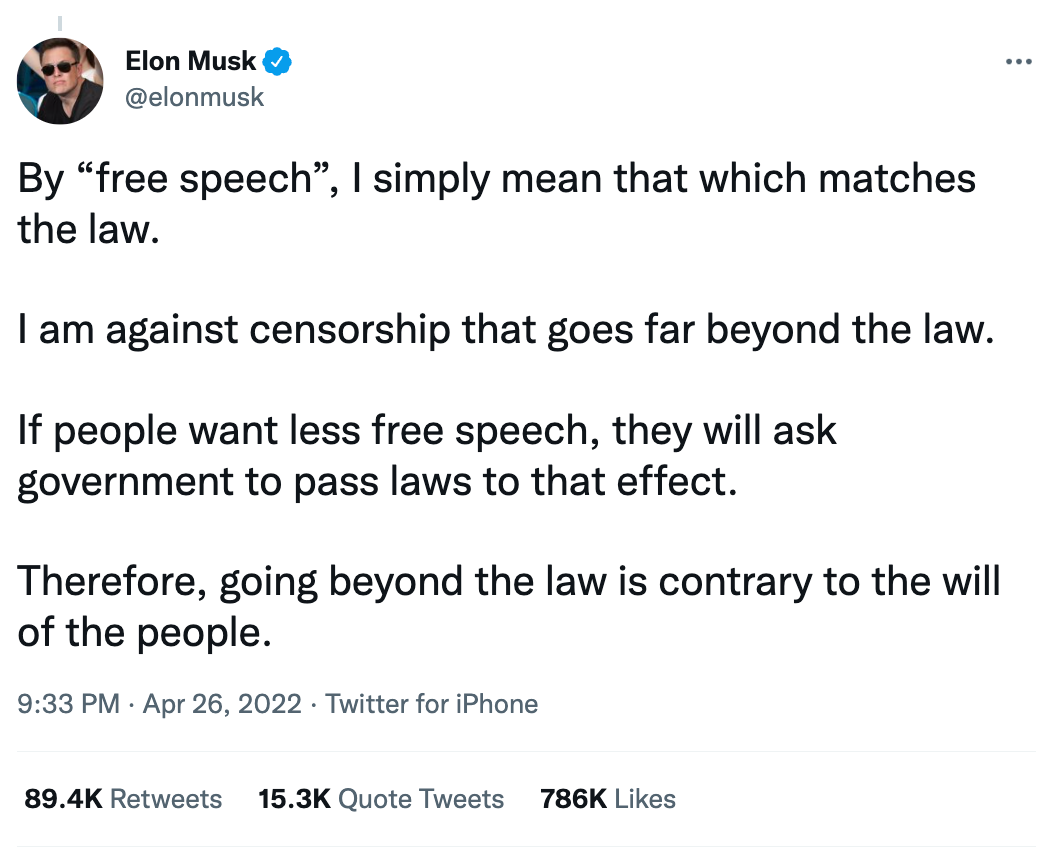 Elon Musk
@elonmusk
By “free speech”, I simply mean that which matches
the law.
I am against censorship that goes far beyond the law.
If people want less free speech, they will ask
government to pass laws to that effect.
Therefore, going beyond the law is contrary to the will
of the people.
9:33 PM · Apr 26, 2022 · Twitter for iPhone
89.4K Retweets 15.3K Quote Tweets 786K Likes